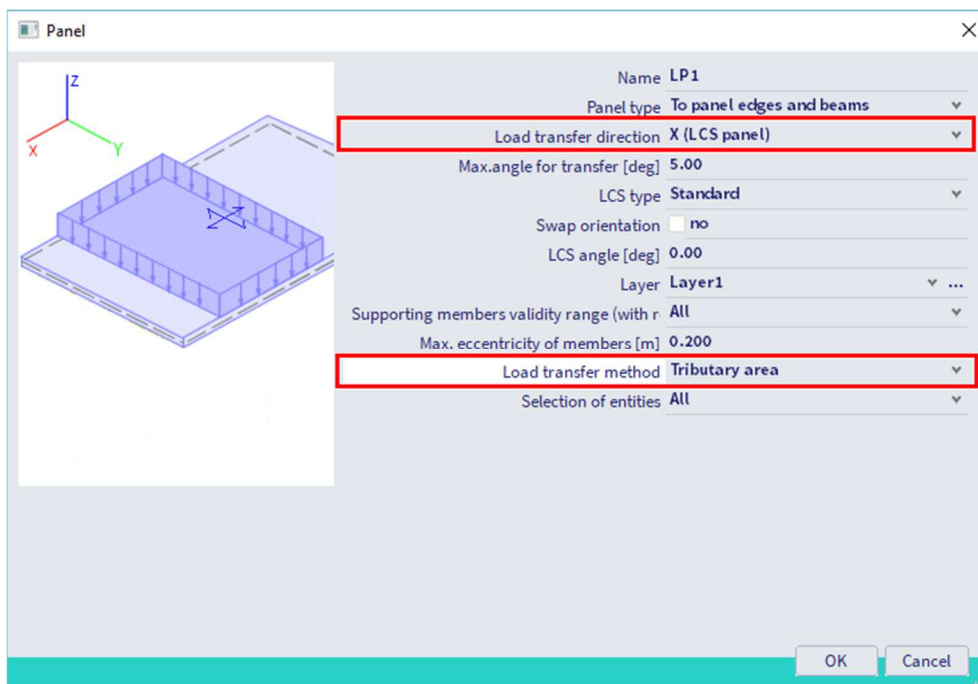 Panel
Z
X
Y
Name LP1
Panel type To panel edges and beams
Load transfer direction X (LCS panel)
Max.angle for transfer [deg] 5.00
LCS type Standard
Swap orientation no
LCS angle [deg] 0.00
Layer Layer1 ...
Supporting members validity range (with r All
Max. eccentricity of members [m] 0.200
Load transfer method Tributary area
Selection of entities All
OK Cancel